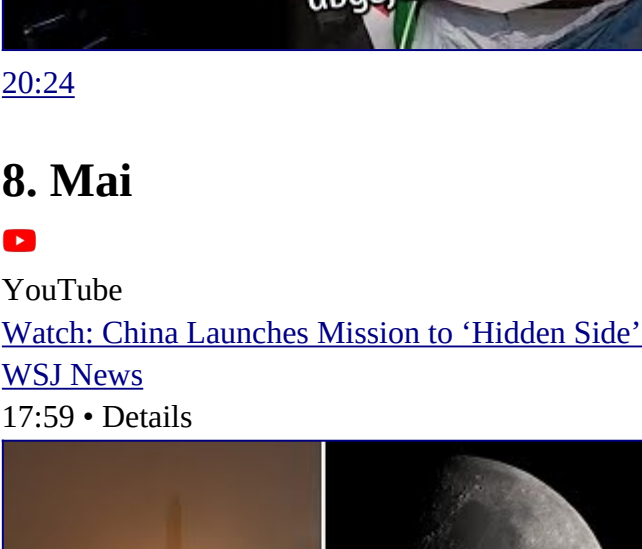 20:24
8. Mai
YouTube
Watch: China Launches Mission to ‘Hidden Side’
WSJ News
17:59 • Details